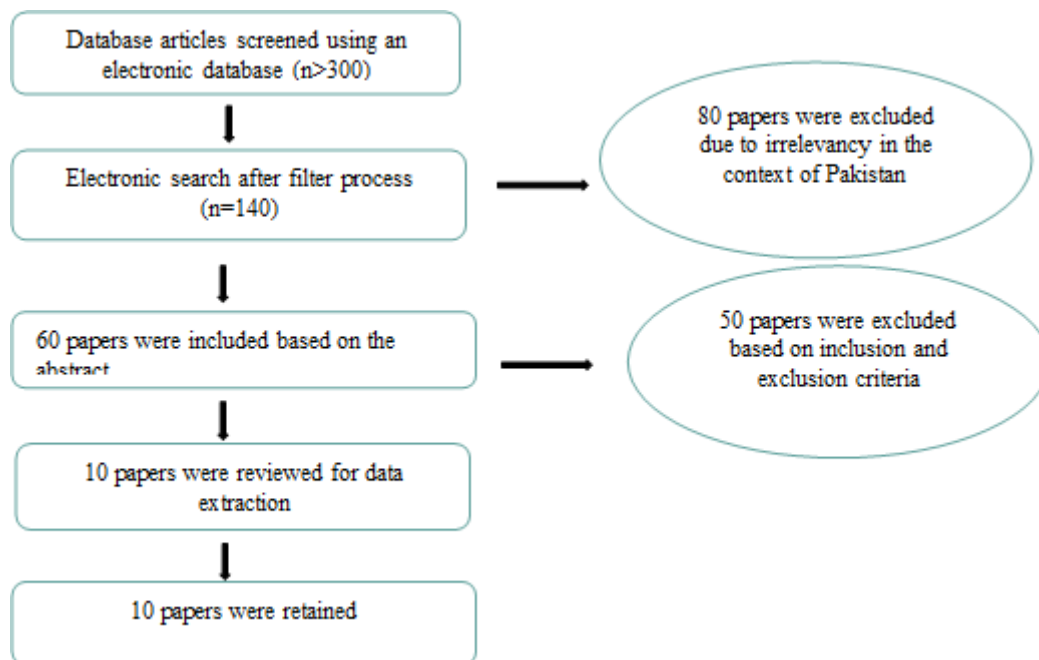 Database articles screened using an
electronic database (n>300)
80 papers were excluded
due to irrelevancy in the
context of Pakistan
Electronic search after filter process
(n=140)
60 papers were included based on the
abstract
50 papers were excluded
based on inclusion and
exclusion criteria
10 papers were reviewed for data
extraction
10 papers were retained